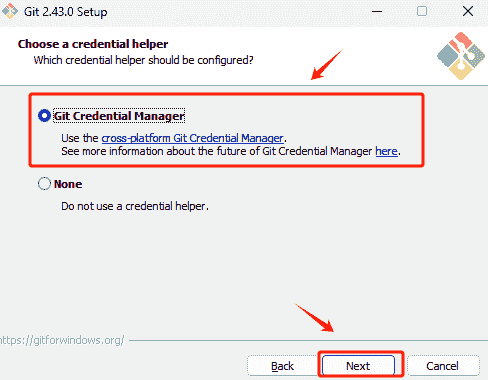 Git 2.43.0 Setup
Choose a credential helper
Which credential helper should be configured?
Git Credential Manager
Use the cross-platform Git Credential Manager.
See more information about the future of Git Credential Manager here.
None
Do not use a credential helper.
https://gitforwindows.org/
Back
Next
Cancel